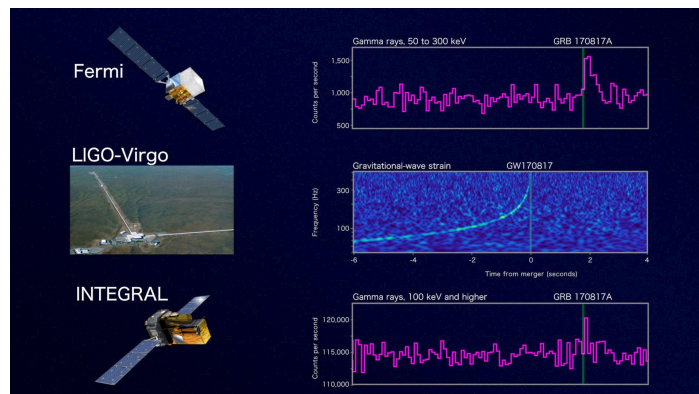 Fermi
Gamma rays, 50 to 300 keV
GRB 170817A
Counts per second
1,500
1,000
500
LIGO-Virgo
Gravitational-wave strain
GW170817
Frequency (Hz)
300
100
-6
-4
-2
0
2
4
Time from merger (seconds)
INTEGRAL
Gamma rays, 100 keV and higher
GRB 170817A
Counts per second
120,000
115,000
110,000